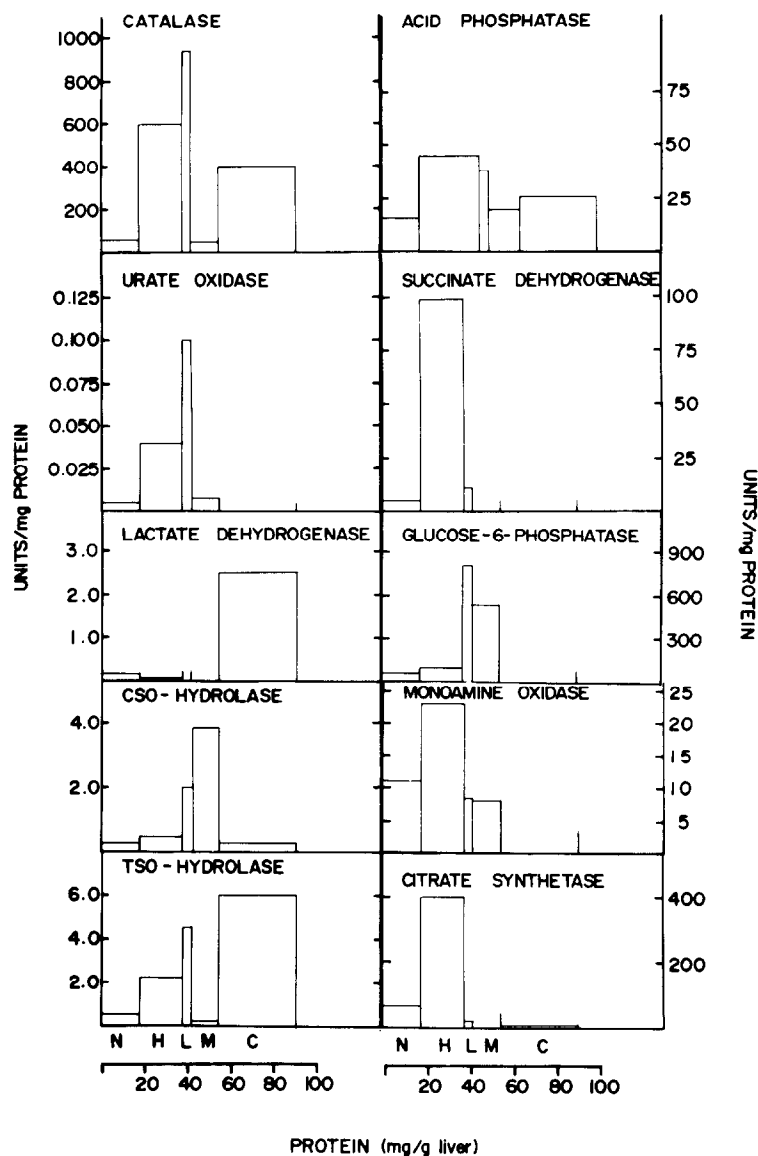 CATALASE
1000
800
600
400
200
ACID PHOSPHATASE
75
50
25
URATE OXIDASE
0.125
0.100
0.075
0.050
0.025
SUCCINATE DEHYDROGENASE
100
75
50
25
LACTATE DEHYDROGENASE
3.0
2.0
1.0
GLUCOSE-6-PHOSPHATASE
900
600
300
CSO-HYDROLASE
4.0
2.0
MONOAMINE OXIDASE
25
20
15
10
5
TSO-HYDROLASE
6.0
4.0
2.0
CITRATE SYNTHETASE
400
200
UNITS/mg PROTEIN
UNITS/mg PROTEIN
N H L M C
N H L M C
20 40 60 80 100
20 40 60 80 100
PROTEIN (mg/g liver)